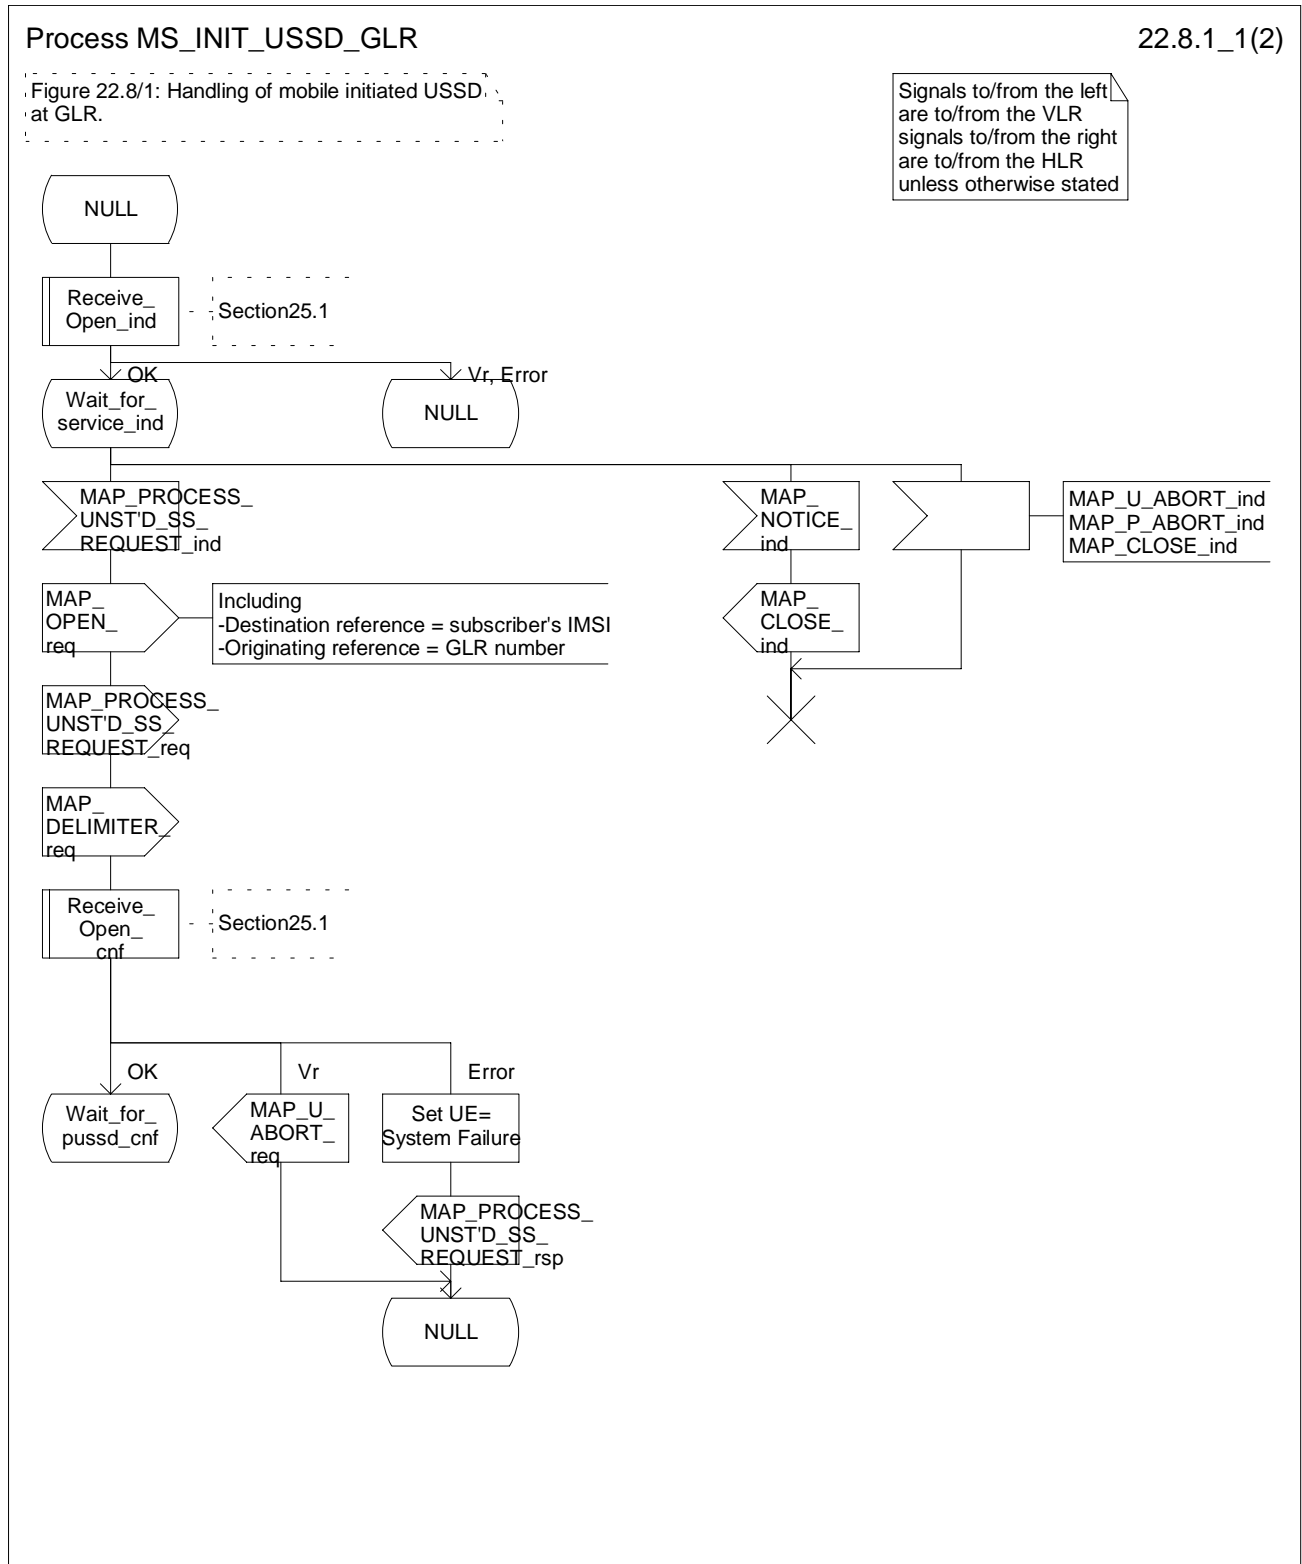 Process MS_INIT_USSD_GLR
22.8.1_1(2)
Figure 22.8/1: Handling of mobile initiated USSD
at GLR.
Signals to/from the left
are to/from the VLR
signals to/from the right
are to/from the HLR
unless otherwise stated
NULL
Receive_
Open_ind
Section25.1
OK
Vr, Error
Wait_for_
service_ind
NULL
MAP_PROCESS_
UNST'D_SS_
REQUEST_ind
MAP_
NOTICE_
ind
MAP_U_ABORT_ind
MAP_P_ABORT_ind
MAP_CLOSE_ind
MAP_
OPEN_
req
Including
-Destination reference = subscriber's IMSI
-Originating reference = GLR number
MAP_
CLOSE_
ind
MAP_PROCESS_
UNST'D_SS_
REQUEST_req
MAP_
DELIMITER_
req
Receive_
Open_
cnf
Section25.1
OK
Vr
Error
Wait_for_
pussd_cnf
MAP_U_
ABORT_
req
Set UE=
System Failure
MAP_PROCESS_
UNST'D_SS_
REQUEST_rsp
NULL